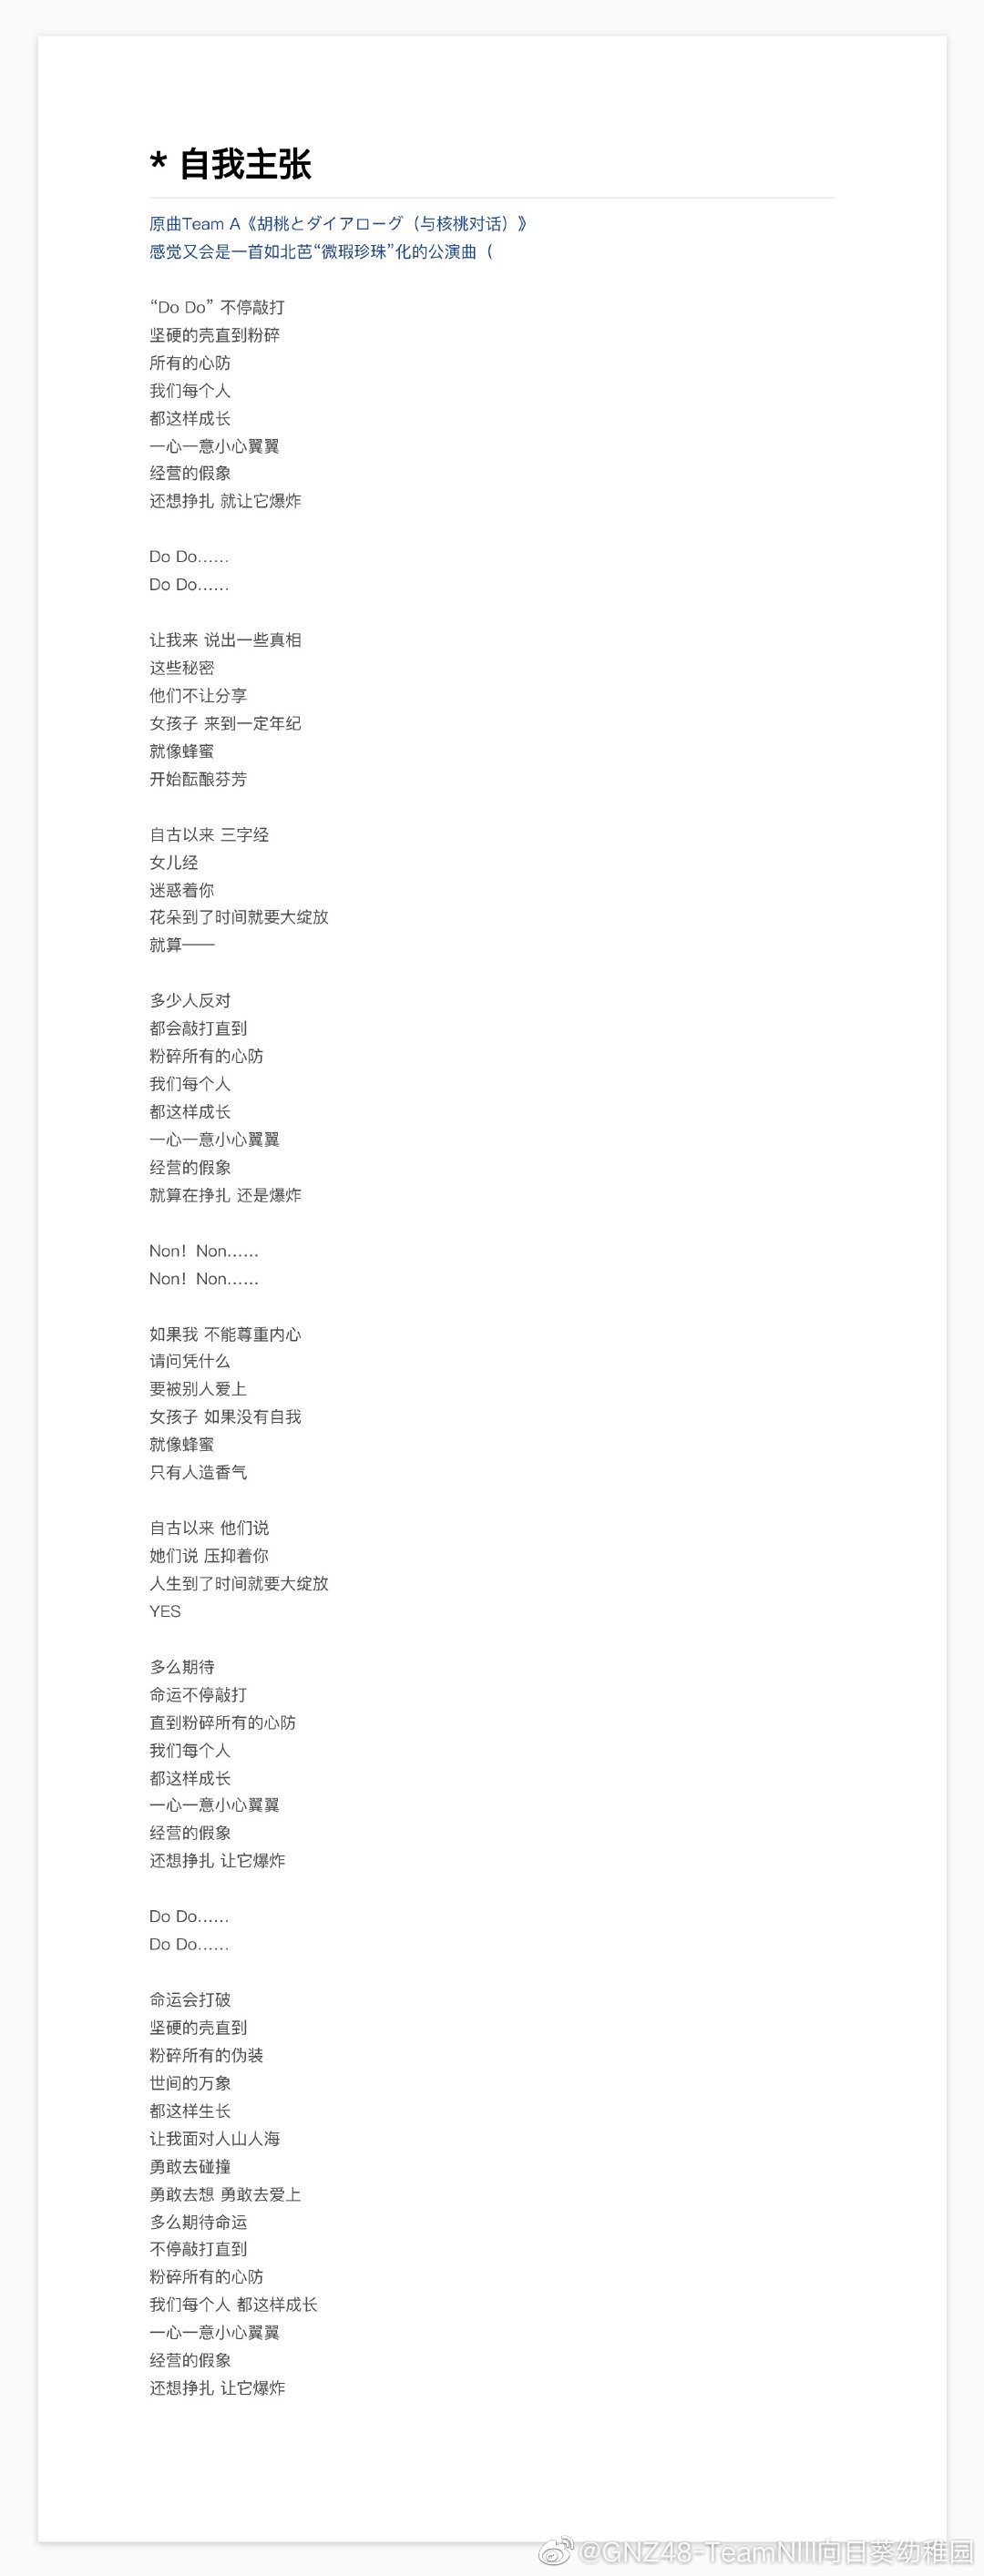 * 自我主张
原曲Team A《胡桃とダイアローグ（与核桃对话）》
感觉又会是一首如北芭“微瑕珍珠”化的公演曲（
“Do Do” 不停敲打
坚硬的壳直到粉碎
所有的心防
我们每个人
都这样成长
一心一意小心翼翼
经营的假象
还想挣扎 就让它爆炸
Do Do……
Do Do……
让我来 说出一些真相
这些秘密
他们不让分享
女孩子 来到一定年纪
就像蜂蜜
开始酝酿芬芳
自古以来 三字经
女儿经
迷惑着你
花朵到了时间就要大绽放
就算——
多少人反对
都会敲打直到
粉碎所有的心防
我们每个人
都这样成长
一心一意小心翼翼
经营的假象
就算在挣扎 还是爆炸
Non！Non……
Non！Non……
如果我 不能尊重内心
请问凭什么
要被别人爱上
女孩子 如果没有自我
就像蜂蜜
只有人造香气
自古以来 他们说
她们说 压抑着你
人生到了时间就要大绽放
YES
多么期待
命运不停敲打
直到粉碎所有的心防
我们每个人
都这样成长
一心一意小心翼翼
经营的假象
还想挣扎 让它爆炸
Do Do……
Do Do……
命运会打破
坚硬的壳直到
粉碎所有的伪装
世间的万象
都这样生长
让我面对人山人海
勇敢去碰撞
勇敢去想 勇敢去爱上
多么期待命运
不停敲打直到
粉碎所有的心防
我们每个人 都这样成长
一心一意小心翼翼
经营的假象
还想挣扎 让它爆炸
@GNZ48-TeamNIII向日葵幼稚园